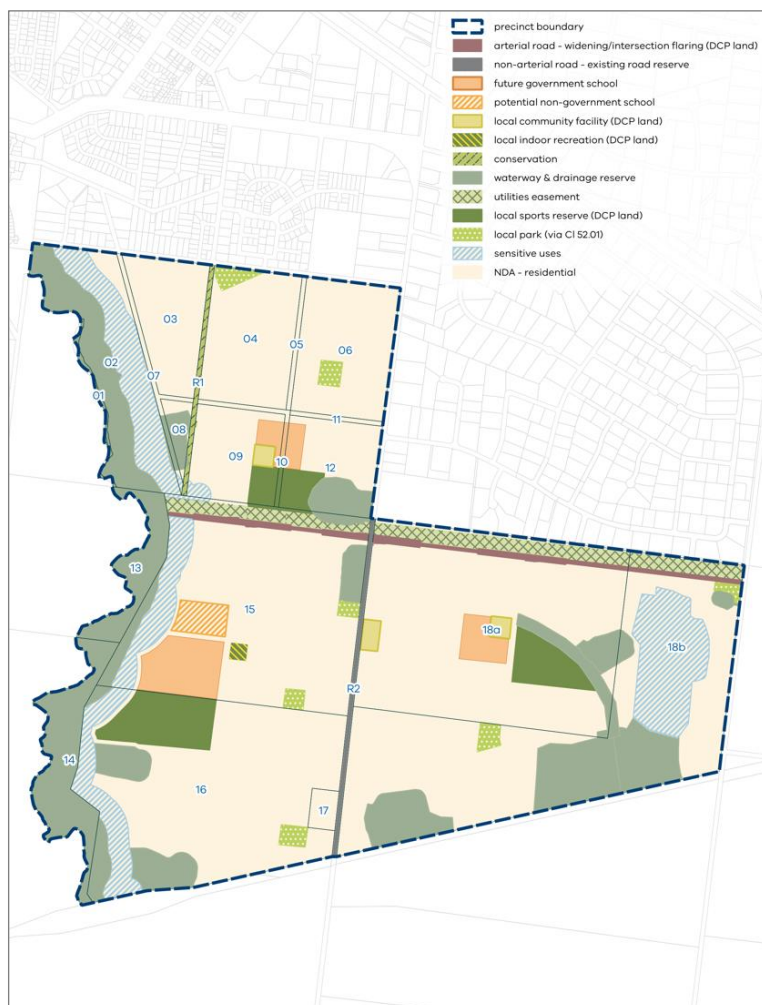 precinct boundary
arterial road - widening/intersection flaring (DCP land)
non-arterial road - existing road reserve
future government school
potential non-government school
local community facility (DCP land)
local indoor recreation (DCP land)
conservation
waterway & drainage reserve
utilities easement
local sports reserve (DCP land)
local park (via Cl 52.01)
sensitive uses
NDA - residential
03
04
05
06
02
07
R1
01
11
08
09
10
12
13
15
18a
18b
R2
14
16
17